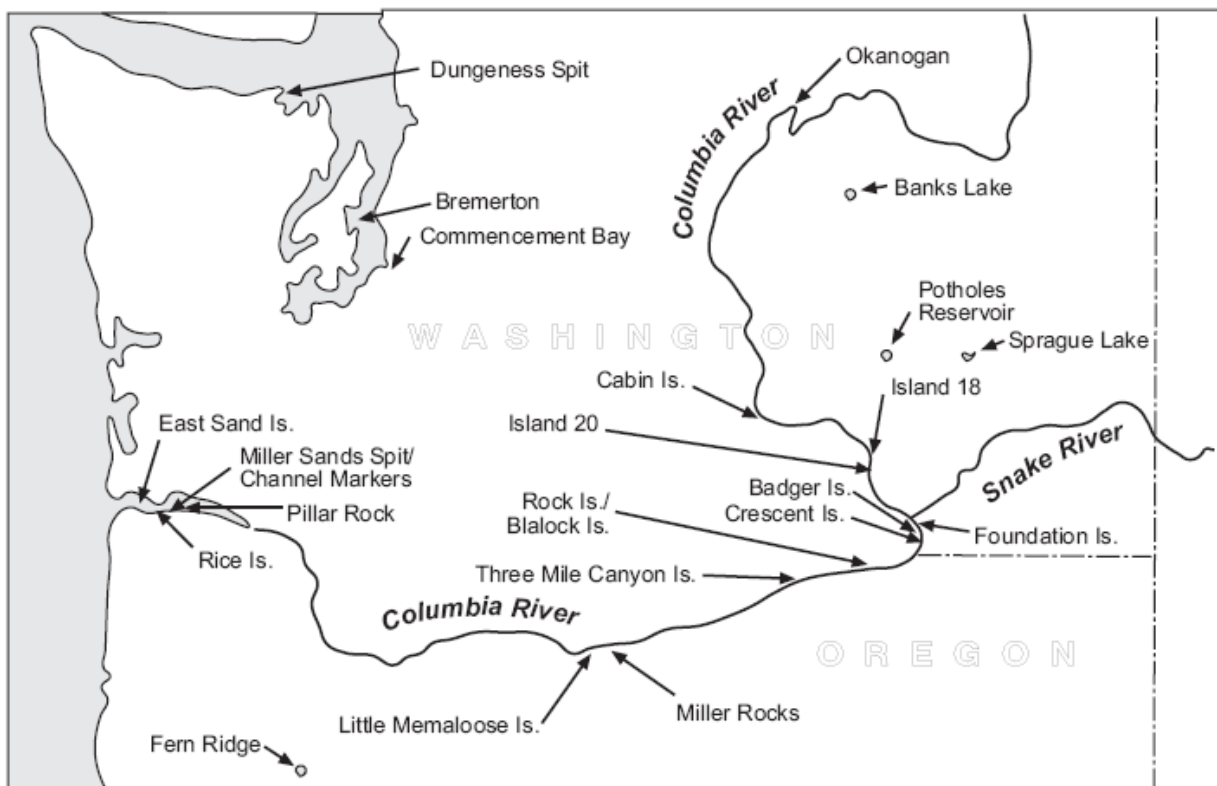 Okanogan
Dungeness Spit
Columbia River
Banks Lake
Bremerton
Commencement Bay
Potholes
Reservoir
WASHINGTON
Sprague Lake
Cabin Is.
Island 18
East Sand Is.
Island 20
Miller Sands Spit/
Channel Markers
Snake River
Badger Is.
Rock Is./
Blalock Is.
Crescent Is.
Pillar Rock
Foundation Is.
Rice Is.
Three Mile Canyon Is.
Columbia River
OREGON
Little Memaloose Is.
Miller Rocks
Fern Ridge